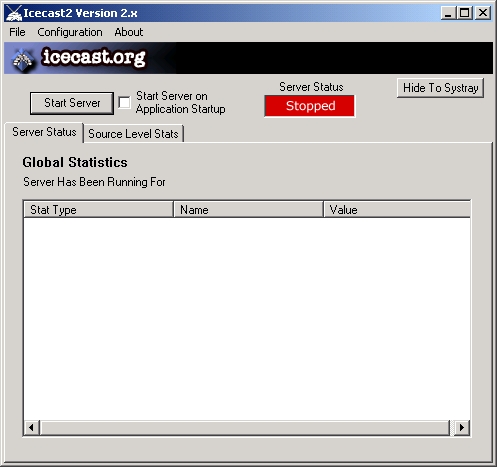 Icecast2 Version 2.x
File Configuration About
icecast.org
Start Server
Start Server on
Application Startup
Server Status
Stopped
Hide To Systray
Server Status Source Level Stats
Global Statistics
Server Has Been Running For
Stat Type Name Value